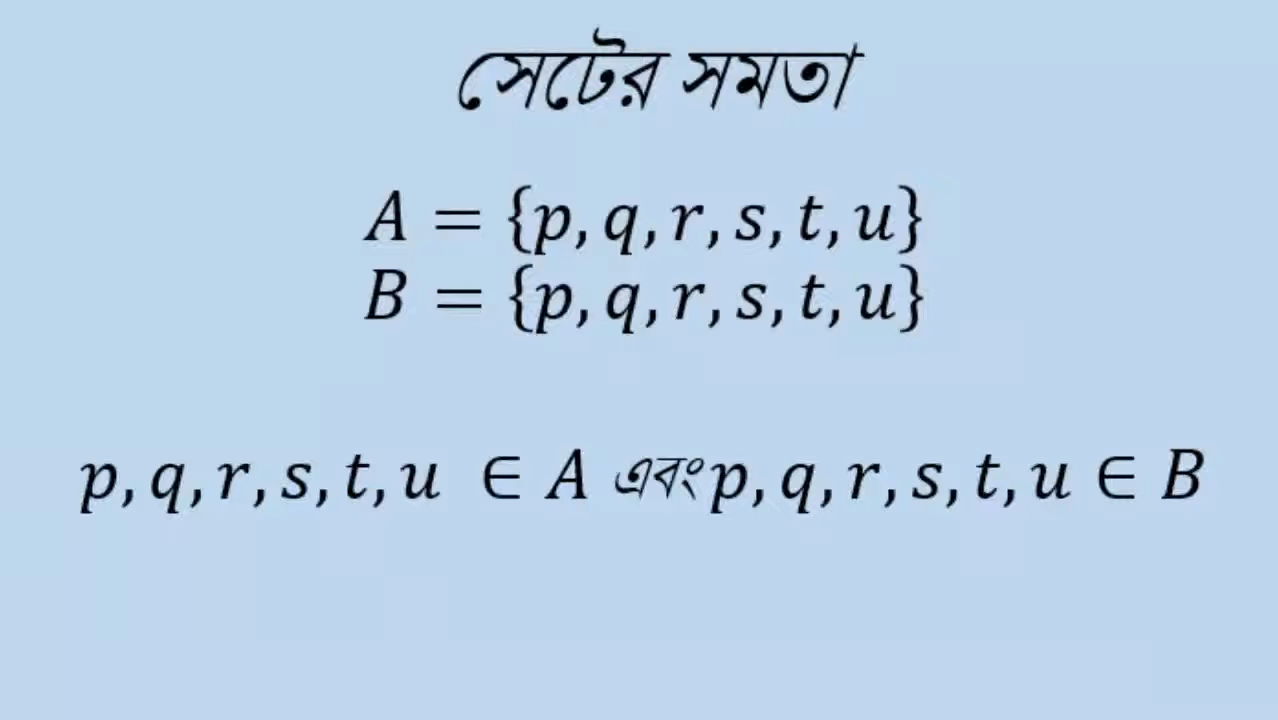 সেটের সমতা
A = {p, q, r, s, t, u}
B = {p, q, r, s, t, u}
p, q, r, s, t, u ∈ A এবং p, q, r, s, t, u ∈ B